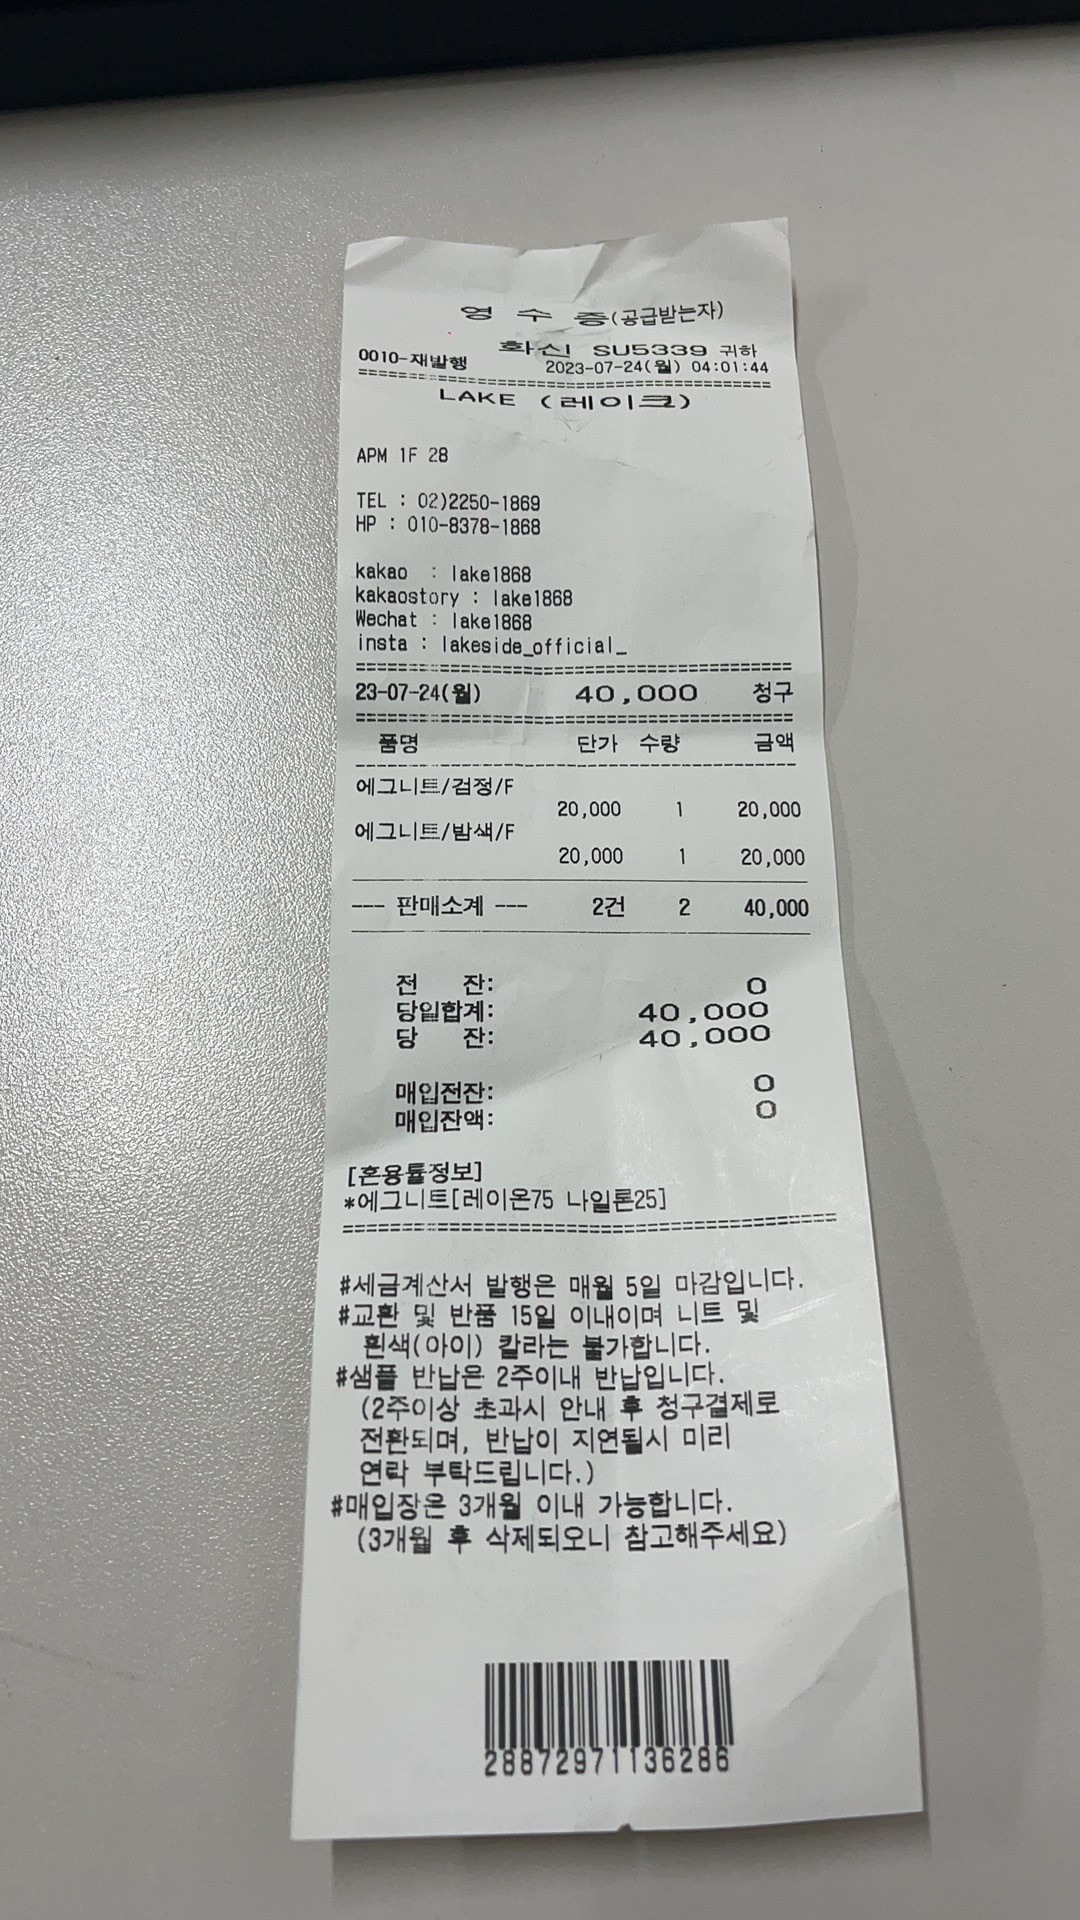 영 수 증(공급받는자)
화신 SU5339 귀하
0010-재발행 2023-07-24(월) 04:01:44
==============================================
LAKE (레이크)
APM 1F 28
TEL : 02)2250-1869
HP : 010-8378-1868
kakao : lake1868
kakaostory : lake1868
Wechat : lake1868
insta : lakeside_official_
==============================================
23-07-24(월) 40,000 청구
==============================================
품명 단가 수량 금액
----------------------------------------------
에그니트/검정/F
20,000 1 20,000
에그니트/밤색/F
20,000 1 20,000
--- 판매소계 --- 2건 2 40,000
전 잔: 0
당일합계: 40,000
당 잔: 40,000
매입전잔: 0
매입잔액: 0
[혼용률정보]
*에그니트[레이온75 나일론25]
==============================================
#세금계산서 발행은 매월 5일 마감입니다.
#교환 및 반품 15일 이내이며 니트 및
흰색(아이) 칼라는 불가합니다.
#샘플 반납은 2주이내 반납입니다.
(2주이상 초과시 안내 후 청구결제로
전환되며, 반납이 지연될시 미리
연락 부탁드립니다.)
#매입장은 3개월 이내 가능합니다.
(3개월 후 삭제되오니 참고해주세요)
28872971136286